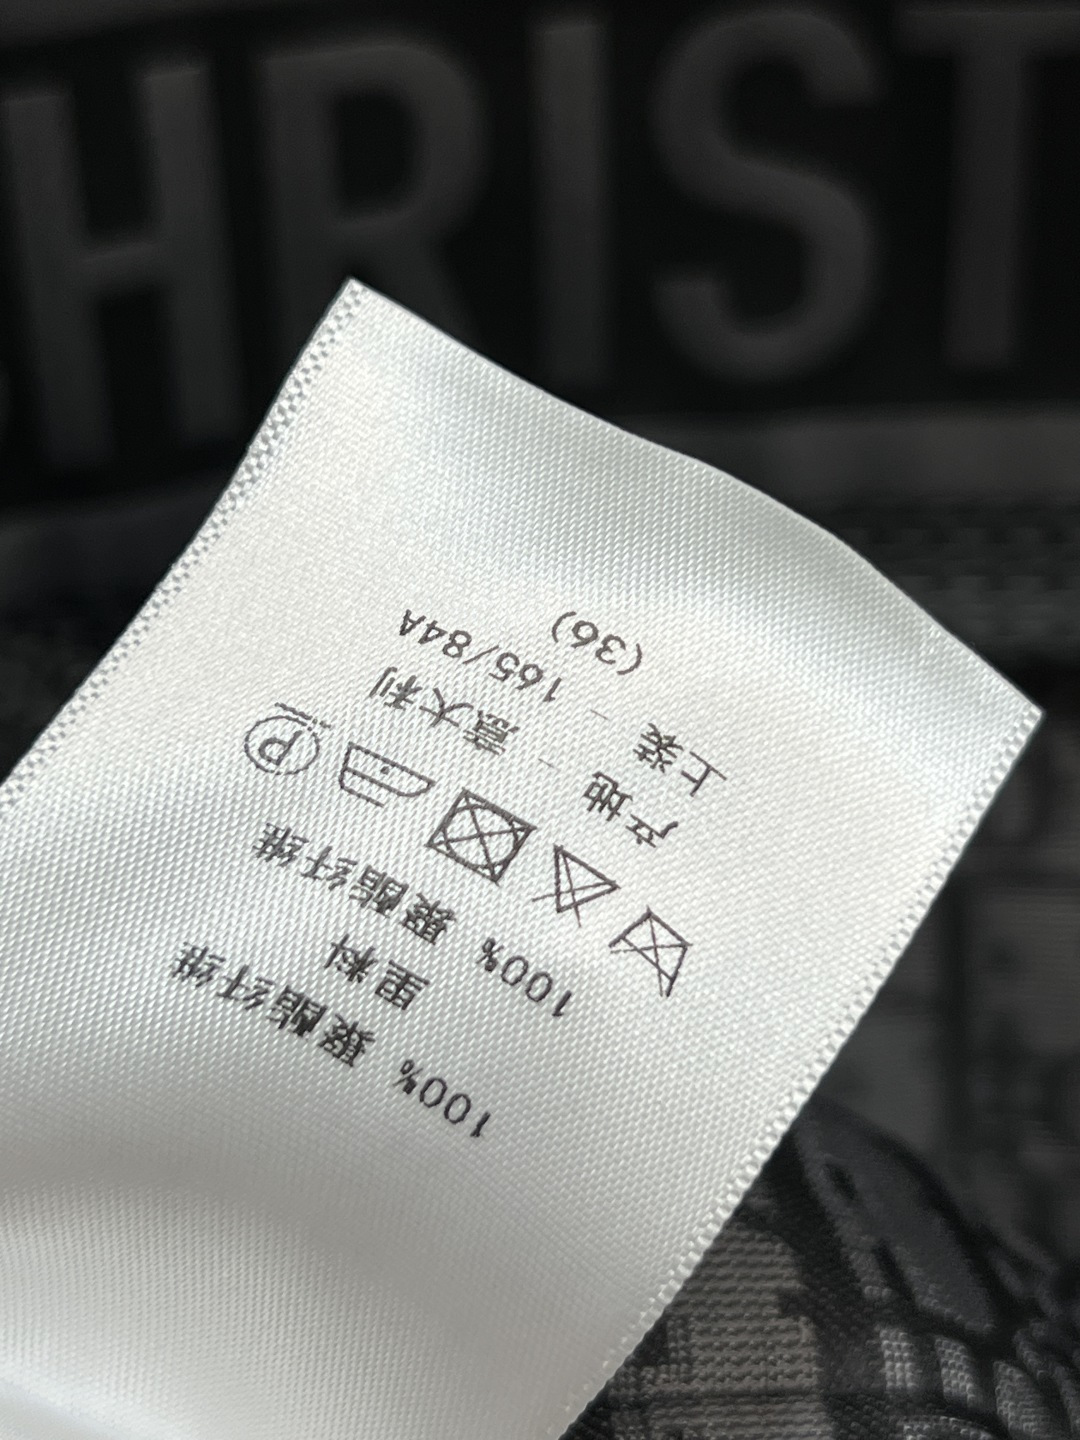 HRIST
100% 聚酯纤维
里料
100% 聚酯纤维
P
产地 - 意大利
上装 - 165/84A
(36)